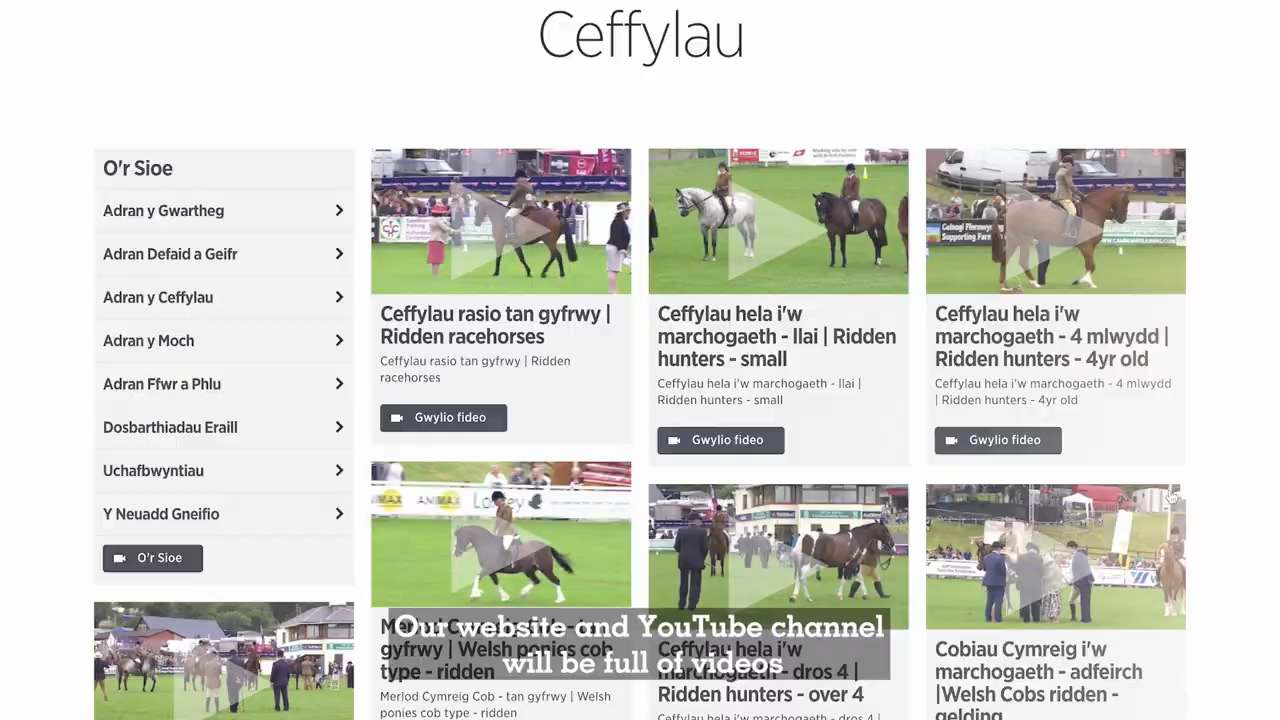 Ceffylau
O'r Sioe
Adran y Gwartheg
Adran Defaid a Geifr
Adran y Ceffylau
Adran y Moch
Adran Ffwr a Phlu
Dosbarthiadau Eraill
Uchafbwyntiau
Y Neuadd Gneifio
O'r Sioe
Ceffylau rasio tan gyfrwy |
Ridden racehorses
Ceffylau rasio tan gyfrwy | Ridden
racehorses
Gwylio fideo
Ceffylau hela i'w
marchogaeth - llai | Ridden
hunters - small
Ceffylau hela i'w marchogaeth - llai |
Ridden hunters - small
Gwylio fideo
Ceffylau hela i'w
marchogaeth - 4 mlwydd |
Ridden hunters - 4yr old
Ceffylau hela i'w marchogaeth - 4 mlwydd
| Ridden hunters - 4yr old
Gwylio fideo
gyfrwy | Welsh ponies cob
type - ridden
Merlod Cymreig Cob - tan gyfrwy | Welsh
ponies cob type - ridden
Ceffylau hela i'w
marchogaeth - dros 4 |
Ridden hunters - over 4
Ceffylau hela i'w marchogaeth - dros 4 |
Cobiau Cymreig i'w
marchogaeth - adfeirch
|Welsh Cobs ridden -
gelding
Our website and YouTube channel
will be full of videos